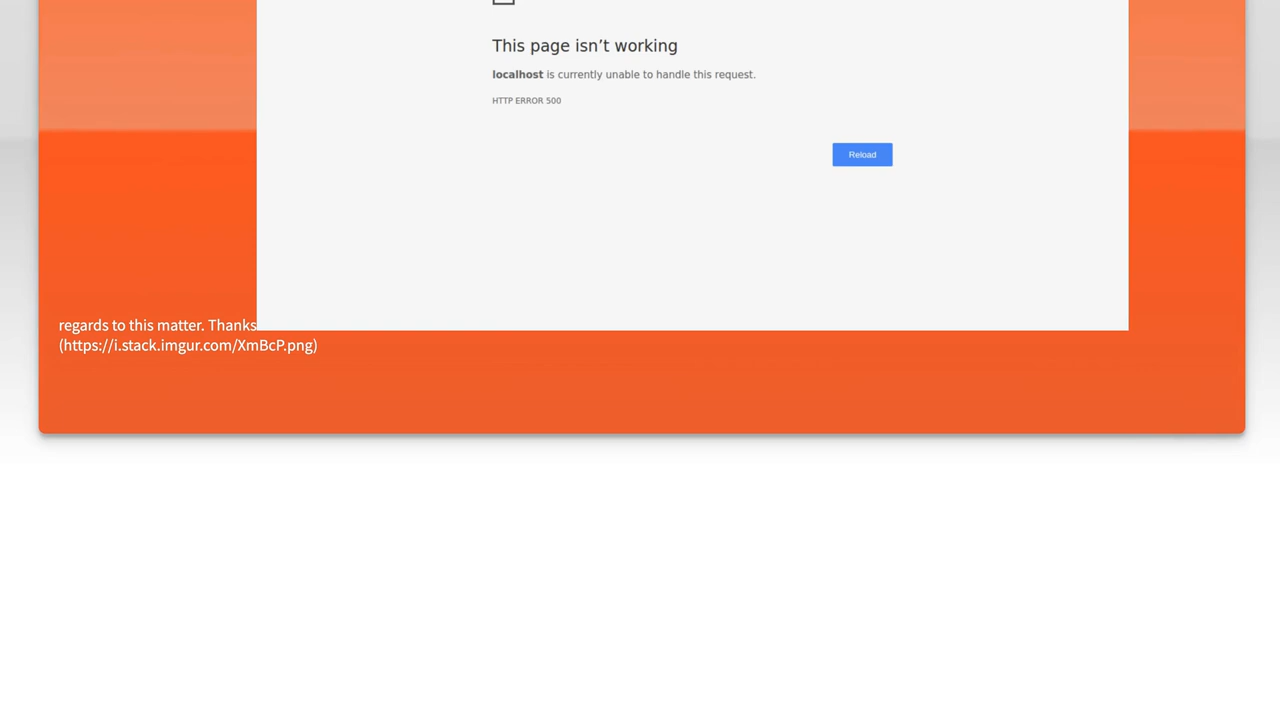 This page isn’t working
localhost is currently unable to handle this request.
HTTP ERROR 500
Reload
regards to this matter. Thanks
(https://i.stack.imgur.com/XmBcP.png)